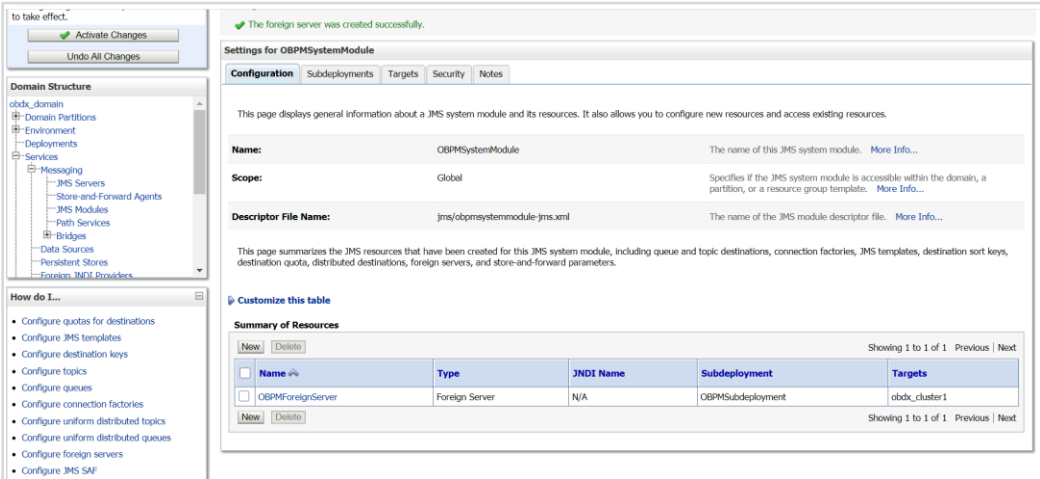 to take effect.
Activate Changes
Undo All Changes
Domain Structure
obdx_domain
Domain Partitions
Environment
Deployments
Services
Messaging
JMS Servers
Store-and-Forward Agents
JMS Modules
Path Services
Bridges
Data Sources
Persistent Stores
Foreign JNDI Providers
How do I...
Configure quotas for destinations
Configure JMS templates
Configure destination keys
Configure topics
Configure queues
Configure connection factories
Configure uniform distributed topics
Configure uniform distributed queues
Configure foreign servers
Configure JMS SAF
The foreign server was created successfully.
Settings for OBPMSystemModule
Configuration Subdeployments Targets Security Notes
This page displays general information about a JMS system module and its resources. It also allows you to configure new resources and access existing resources.
Name: OBPMSystemModule The name of this JMS system module. More Info...
Scope: Global Specifies if the JMS system module is accessible within the domain, a
partition, or a resource group template. More Info...
Descriptor File Name: jms/obpmsystemmodule-jms.xml The name of the JMS module descriptor file. More Info...
This page summarizes the JMS resources that have been created for this JMS system module, including queue and topic destinations, connection factories, JMS templates, destination sort keys,
destination quota, distributed destinations, foreign servers, and store-and-forward parameters.
Customize this table
Summary of Resources
New Delete Showing 1 to 1 of 1 Previous | Next
Name Type JNDI Name Subdeployment Targets
OBPMForeignServer Foreign Server N/A OBPMSubdeployment obdx_cluster1
New Delete Showing 1 to 1 of 1 Previous | Next